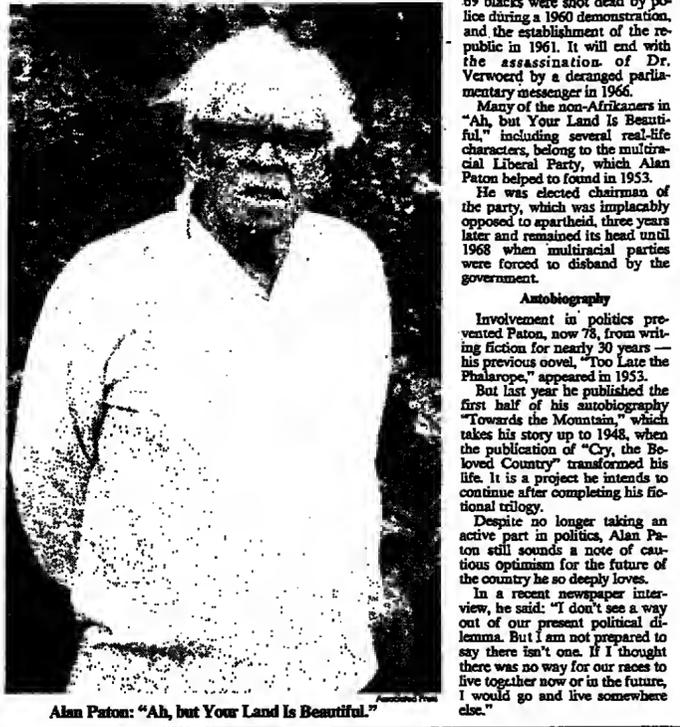 69 blacks were shot dead by po-
lice during a 1960 demonstration,
and the establishment of the re-
public in 1961. It will end with
the assassination of Dr.
Verwoerd by a deranged parlia-
mentary messenger in 1966.
Many of the non-Afrikaners in
"Ah, but Your Land Is Beauti-
ful," including several real-life
characters, belong to the multira-
cial Liberal Party, which Alan
Paton helped to found in 1953.
He was elected chairman of
the party, which was implacably
opposed to apartheid, three years
later and remained its head until
1968 when multiracial parties
were forced to disband by the
government.
Autobiography
Involvement in politics pre-
vented Paton, now 78, from writ-
ing fiction for nearly 30 years —
his previous novel, "Too Late the
Phalarope," appeared in 1953.
But last year he published the
first half of his autobiography
"Towards the Mountain," which
takes his story up to 1948, when
the publication of "Cry, the Be-
loved Country" transformed his
life. It is a project he intends to
continue after completing his fic-
tional trilogy.
Despite no longer taking an
active part in politics, Alan Pa-
ton still sounds a note of cau-
tious optimism for the future of
the country he so deeply loves.
In a recent newspaper inter-
view, he said: "I don't see a way
out of our present political di-
lemma. But I am not prepared to
say there isn't one. If I thought
there was no way for our races to
live together now or in the future,
I would go and live somewhere
else."
Associated Press
Alan Paton: "Ah, but Your Land Is Beautiful."